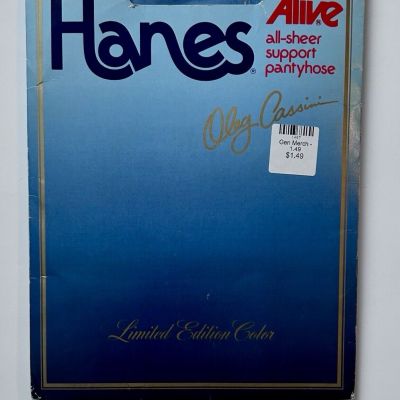 Hanes®
Alive®
all-sheer
support
pantyhose
Oleg Cassini
Gen Merch -
1.49
$1.49
Limited Edition Color